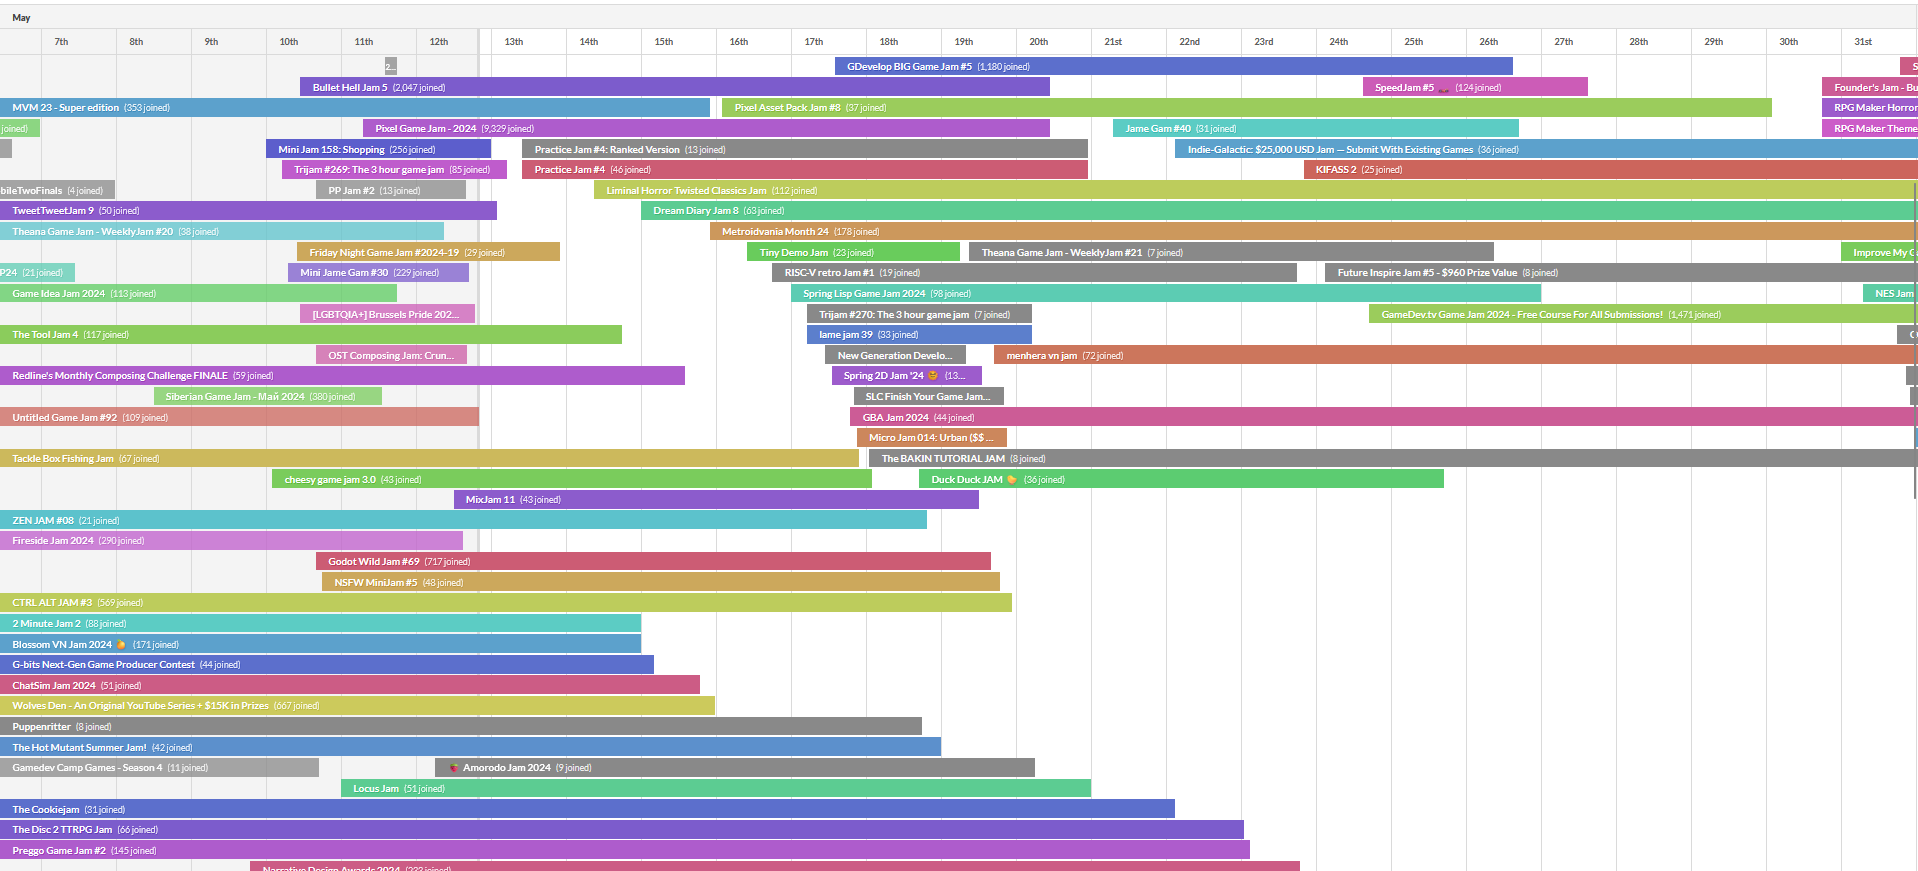 May
7th 8th 9th 10th 11th 12th 13th 14th 15th 16th 17th 18th 19th 20th 21st 22nd 23rd 24th 25th 26th 27th 28th 29th 30th 31st
2... GDevelop BIG Game Jam #5 (1,180 joined) S
Bullet Hell Jam 5 (2,047 joined) SpeedJam #5 (124 joined) Founder's Jam - Bu
MVM 23 - Super edition (353 joined) Pixel Asset Pack Jam #8 (37 joined) RPG Maker Horror
joined) Pixel Game Jam - 2024 (9,329 joined) Jame Gam #40 (31 joined) RPG Maker Theme
Mini Jam 158: Shopping (256 joined) Practice Jam #4: Ranked Version (13 joined) Indie-Galactic: $25,000 USD Jam — Submit With Existing Games (36 joined)
Trijam #269: The 3 hour game jam (85 joined) Practice Jam #4 (46 joined) KIFASS 2 (25 joined)
bileTwoFinals (4 joined) PP Jam #2 (13 joined) Liminal Horror Twisted Classics Jam (112 joined)
TweetTweetJam 9 (50 joined) Dream Diary Jam 8 (63 joined)
Theana Game Jam - WeeklyJam #20 (38 joined) Metroidvania Month 24 (178 joined)
Friday Night Game Jam #2024-19 (29 joined) Tiny Demo Jam (23 joined) Theana Game Jam - WeeklyJam #21 (7 joined) Improve My G
P24 (21 joined) Mini Jame Gam #30 (229 joined) RISC-V retro Jam #1 (19 joined) Future Inspire Jam #5 - $960 Prize Value (8 joined)
Game Idea Jam 2024 (113 joined) Spring Lisp Game Jam 2024 (98 joined) NES Jam
[LGBTQIA+] Brussels Pride 202... Trijam #270: The 3 hour game jam (7 joined) GameDev.tv Game Jam 2024 - Free Course For All Submissions! (1,471 joined)
The Tool Jam 4 (117 joined) lame jam 39 (33 joined)
OST Composing Jam: Crun... New Generation Develo... menhera vn jam (72 joined)
Redline's Monthly Composing Challenge FINALE (59 joined) Spring 2D Jam '24 (13...
Siberian Game Jam - Май 2024 (380 joined) SLC Finish Your Game Jam...
Untitled Game Jam #92 (109 joined) GBA Jam 2024 (44 joined)
Micro Jam 014: Urban ($$ ...
Tackle Box Fishing Jam (67 joined) The BAKIN TUTORIAL JAM (8 joined)
cheesy game jam 3.0 (43 joined) Duck Duck JAM (36 joined)
MixJam 11 (43 joined)
ZEN JAM #08 (21 joined)
Fireside Jam 2024 (290 joined)
Godot Wild Jam #69 (717 joined)
NSFW MiniJam #5 (48 joined)
CTRL ALT JAM #3 (569 joined)
2 Minute Jam 2 (88 joined)
Blossom VN Jam 2024 (171 joined)
G-bits Next-Gen Game Producer Contest (44 joined)
ChatSim Jam 2024 (51 joined)
Wolves Den - An Original YouTube Series + $15K in Prizes (667 joined)
Puppenritter (8 joined)
The Hot Mutant Summer Jam! (42 joined)
Gamedev Camp Games - Season 4 (11 joined) Amorodo Jam 2024 (9 joined)
Locus Jam (51 joined)
The Cookiejam (31 joined)
The Disc 2 TTRPG Jam (66 joined)
Preggo Game Jam #2 (145 joined)
Narrative Design Awards 2024 (223 joined)